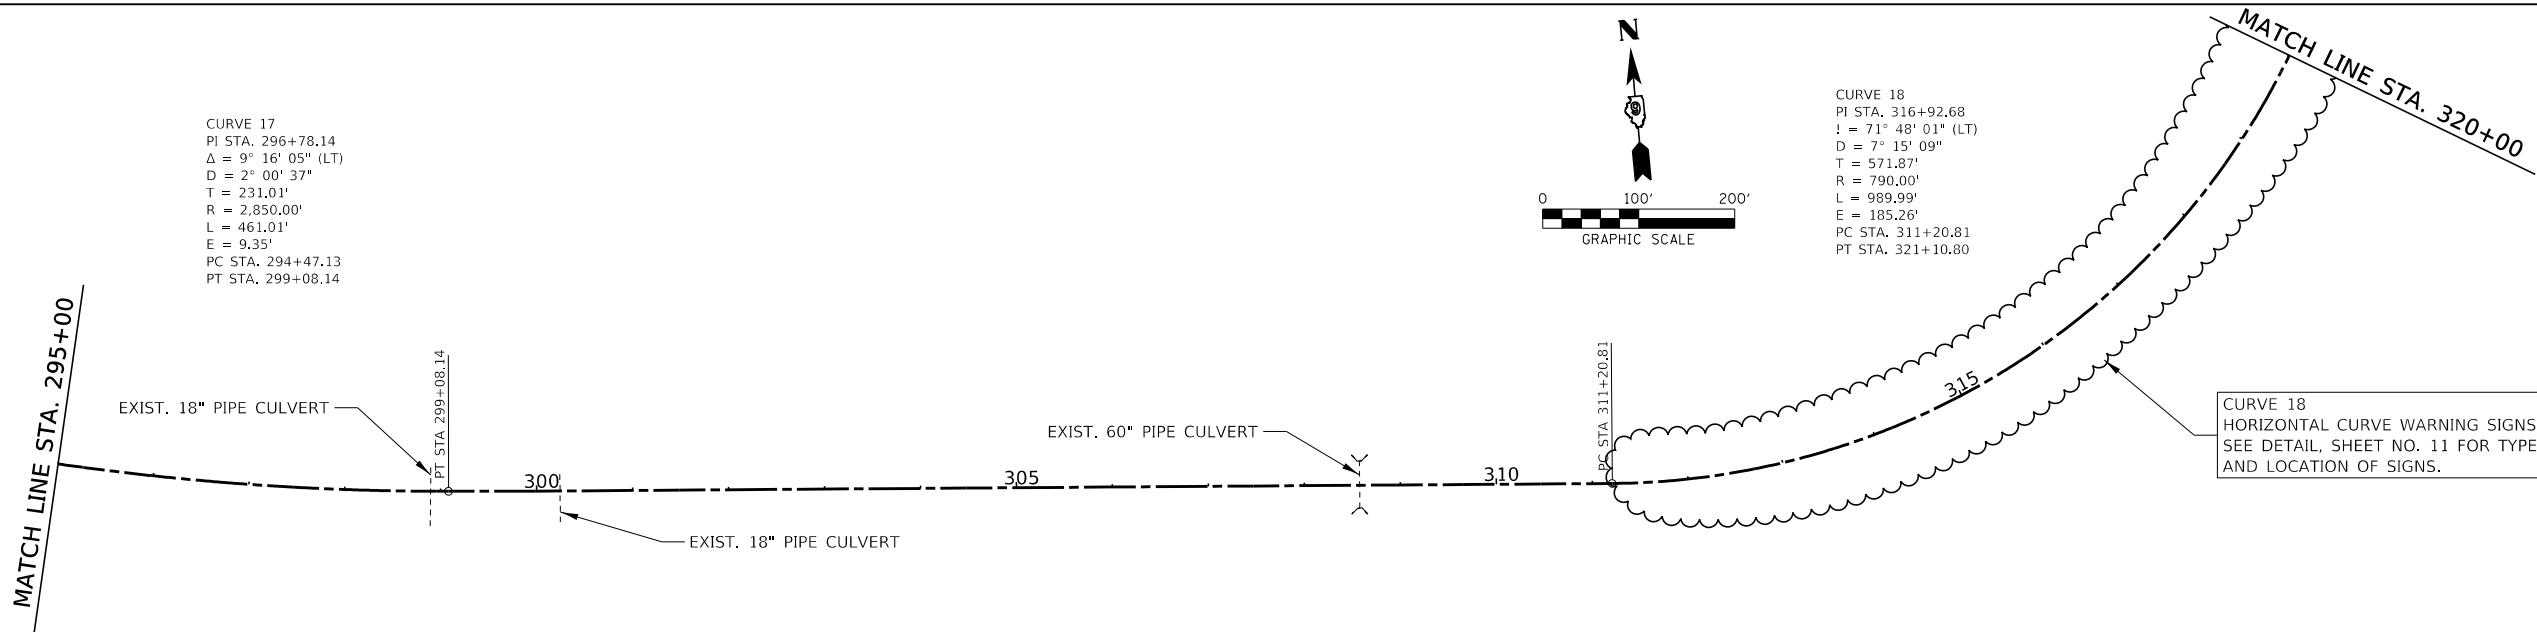 CURVE 17
PI STA. 296+78.14
Δ = 9° 16' 05" (LT)
D = 2° 00' 37"
T = 231.01'
R = 2,850.00'
L = 461.01'
E = 9.35'
PC STA. 294+47.13
PT STA. 299+08.14
N
9
0 100' 200'
GRAPHIC SCALE
CURVE 18
PI STA. 316+92.68
! = 71° 48' 01" (LT)
D = 7° 15' 09"
T = 571.87'
R = 790.00'
L = 989.99'
E = 185.26'
PC STA. 311+20.81
PT STA. 321+10.80
MATCH LINE STA. 320+00
MATCH LINE STA. 295+00
EXIST. 18" PIPE CULVERT
PT STA 299+08.14
300
EXIST. 18" PIPE CULVERT
305
EXIST. 60" PIPE CULVERT
310
PC STA 311+20.81
315
CURVE 18
HORIZONTAL CURVE WARNING SIGNS
SEE DETAIL, SHEET NO. 11 FOR TYPE
AND LOCATION OF SIGNS.